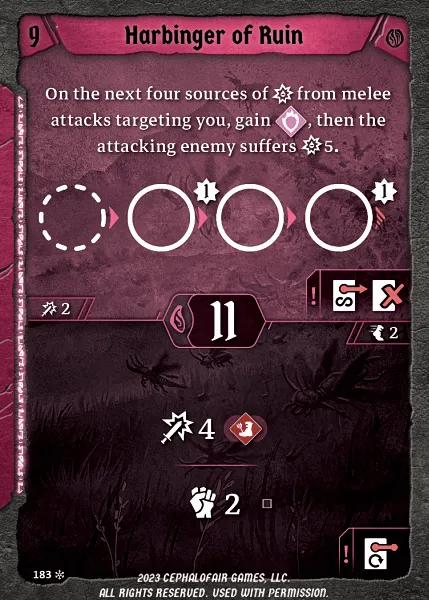 9 Harbinger of Ruin
On the next four sources of from melee
attacks targeting you, gain , then the
attacking enemy suffers 5.
1 1
2
11
2
4
2
183
2023 CEPHALOFAIR GAMES, LLC.
ALL RIGHTS RESERVED. USED WITH PERMISSION.